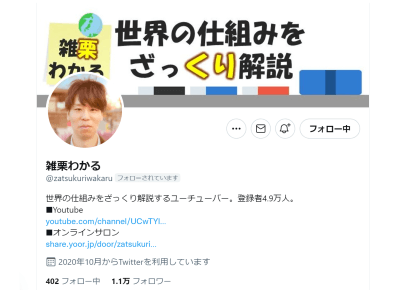 雑栗
わかる
世界の仕組みを
ざっくり解説
フォロー中
雑栗わかる
@zatsukuriwakaru フォローされています
世界の仕組みをざっくり解説するユーチューバー。登録者4.9万人。
■Youtube
youtube.com/channel/UCwTYl...
■オンラインサロン
share.yoor.jp/door/zatsukuri...
2020年10月からTwitterを利用しています
402 フォロー中 1.1万 フォロワー